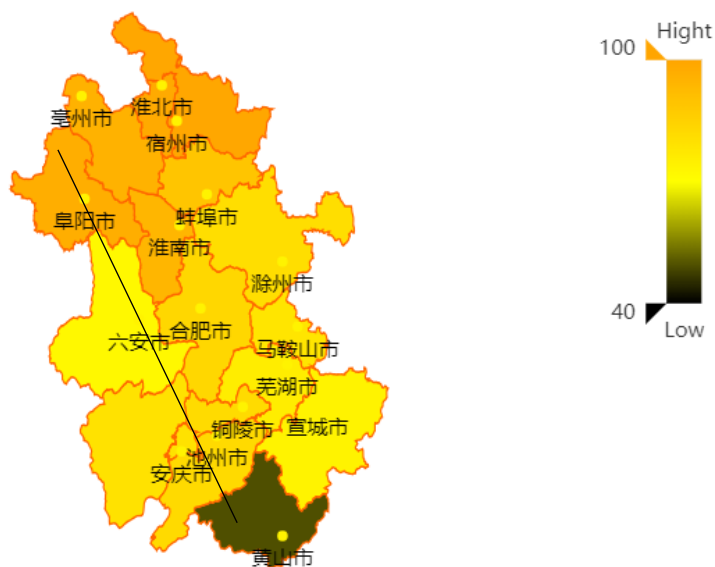 Hight
100
亳州市
淮北市
宿州市
阜阳市
蚌埠市
淮南市
滁州市
40
Low
合肥市
六安市
马鞍山市
芜湖市
铜陵市
宣城市
池州市
安庆市
黄山市